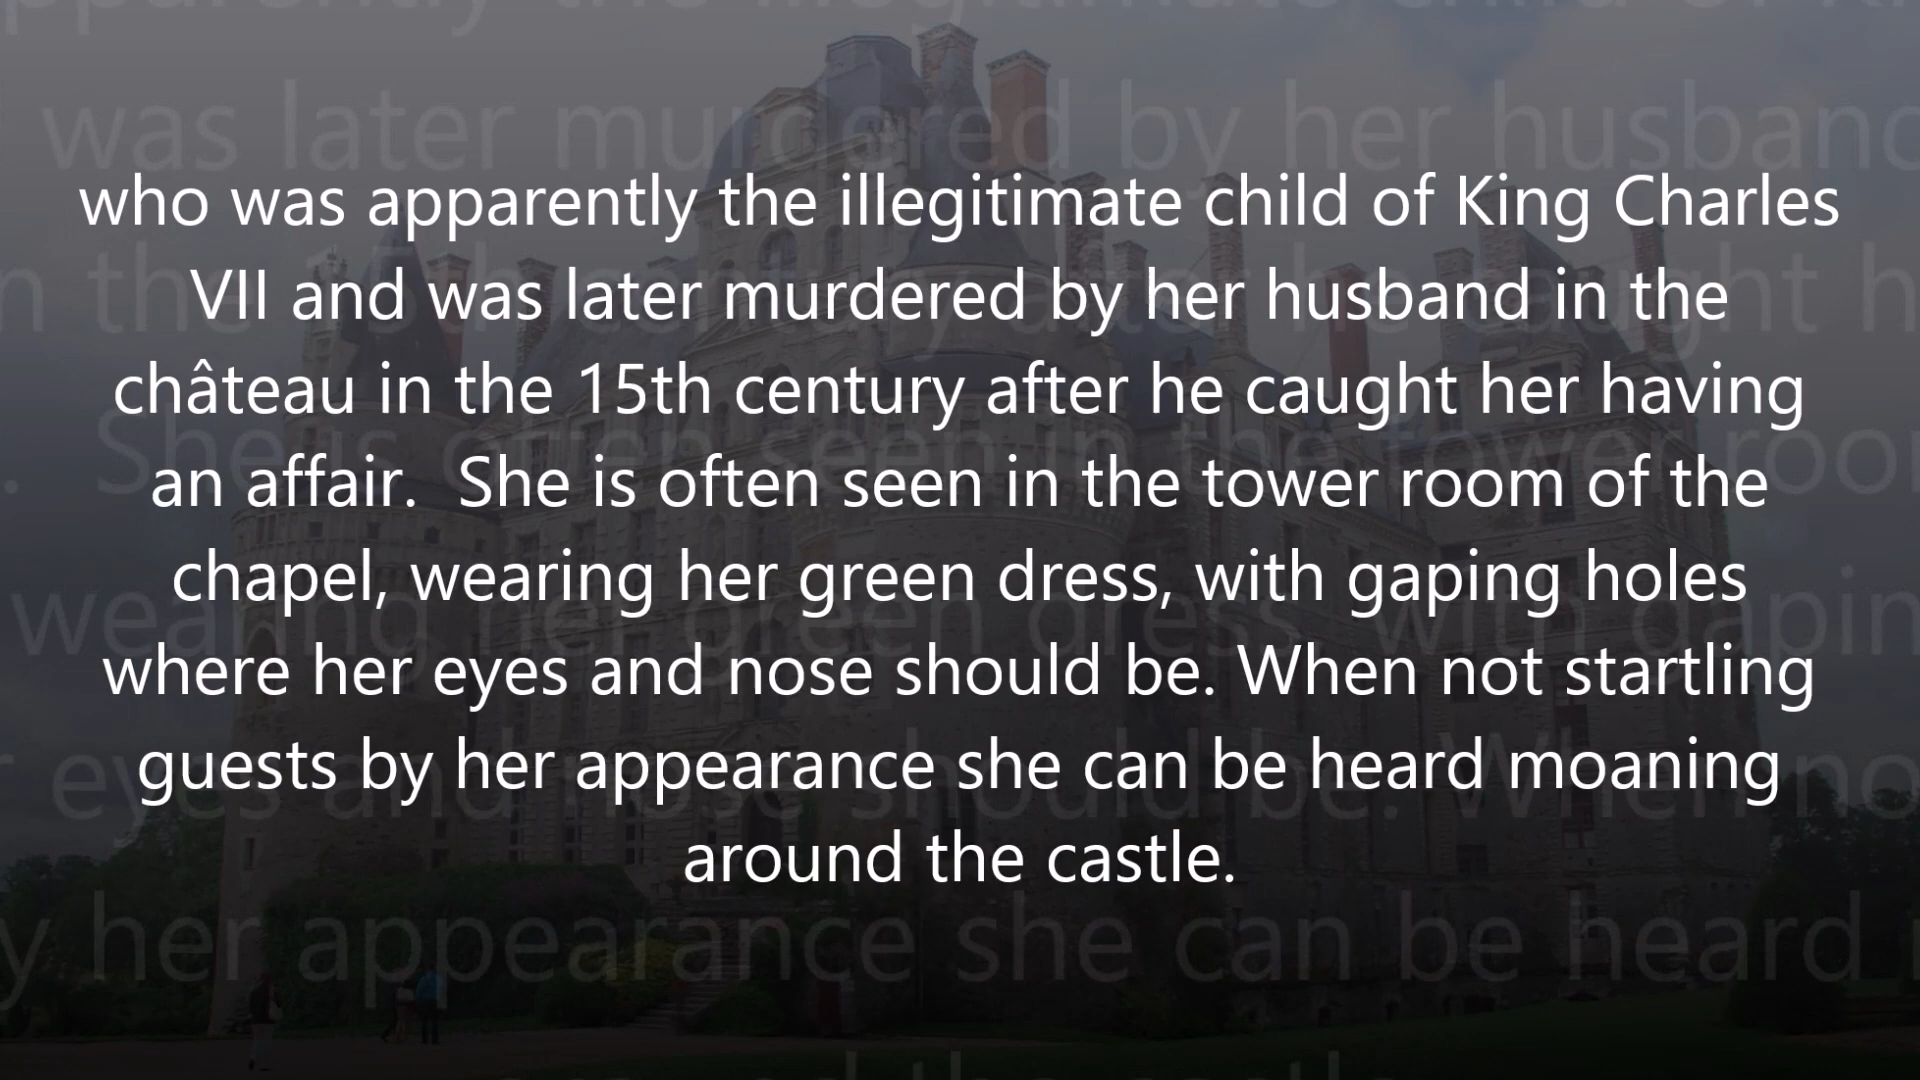 who was apparently the illegitimate child of King Charles
VII and was later murdered by her husband in the
château in the 15th century after he caught her having
an affair.  She is often seen in the tower room of the
chapel, wearing her green dress, with gaping holes
where her eyes and nose should be. When not startling
guests by her appearance she can be heard moaning
around the castle.